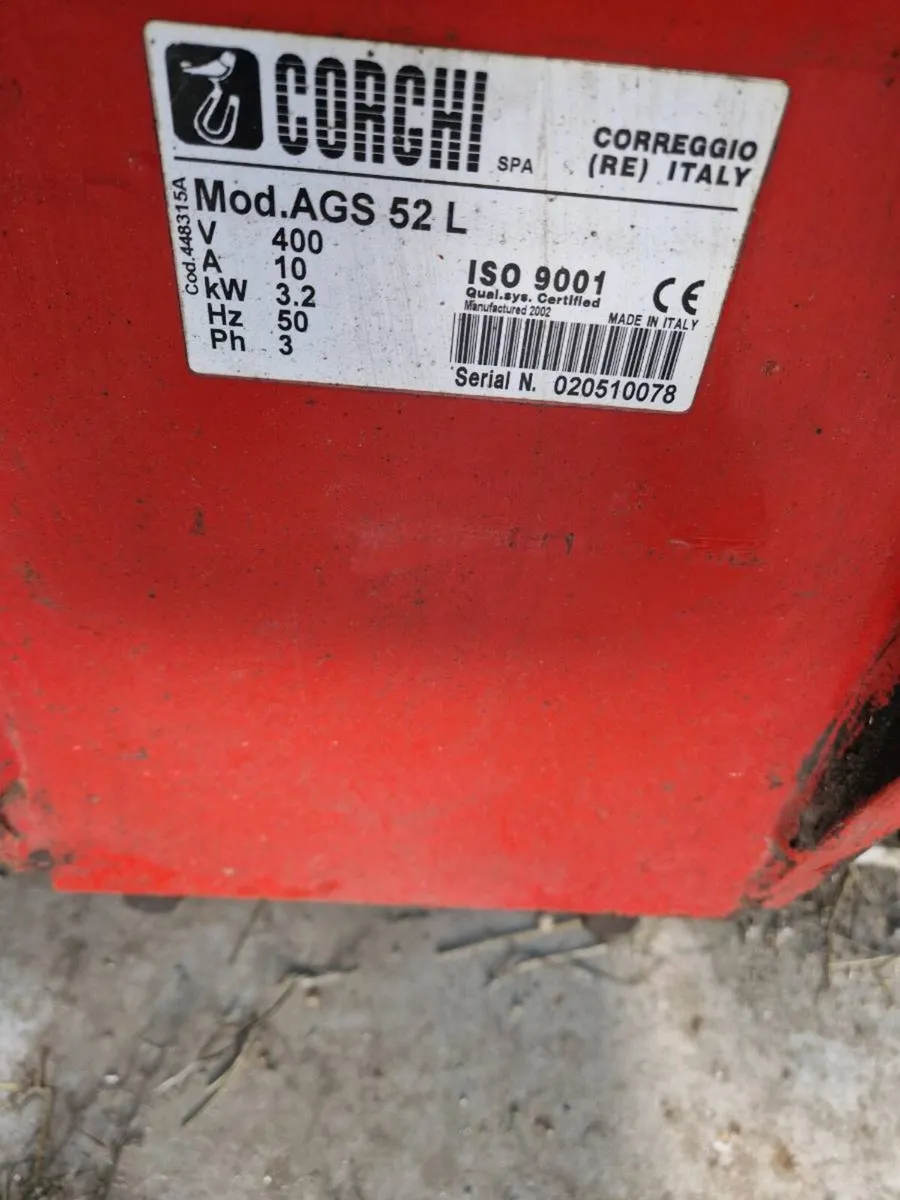 CORGHI SPA
CORREGGIO
(RE) ITALY
Cod.448315A
Mod.AGS 52 L
V 400
A 10
kW 3.2
Hz 50
Ph 3
ISO 9001
Qual.sys. Certified
Manufactured 2002
CE
MADE IN ITALY
Serial N. 020510078